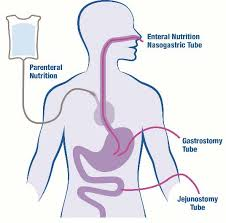 Enteral Nutrition
Nasogastric Tube
Parenteral
Nutrition
Gastrostomy
Tube
Jejunostomy
Tube